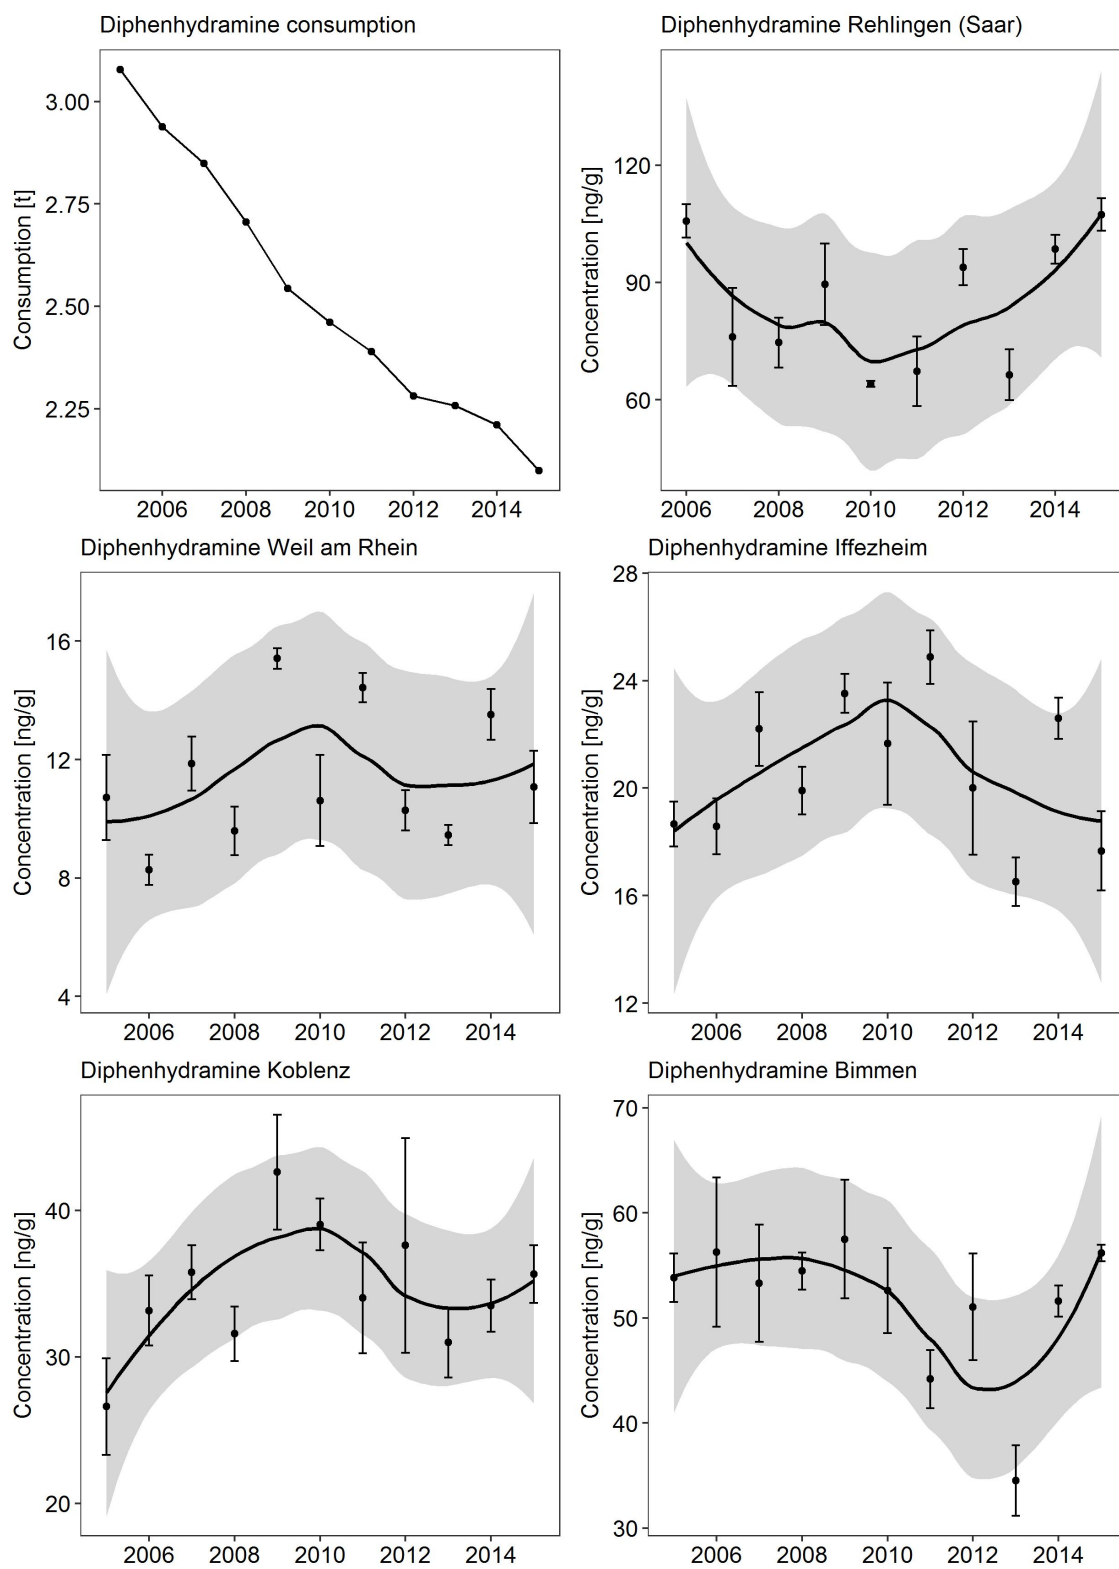 Diphenhydramine consumption
Consumption [t]
3.00
2.75
2.50
2.25
2006 2008 2010 2012 2014
Diphenhydramine Rehlingen (Saar)
Concentration [ng/g]
120
90
60
2006 2008 2010 2012 2014
Diphenhydramine Weil am Rhein
Concentration [ng/g]
16
12
8
4
2006 2008 2010 2012 2014
Diphenhydramine Iffezheim
Concentration [ng/g]
28
24
20
16
12
2006 2008 2010 2012 2014
Diphenhydramine Koblenz
Concentration [ng/g]
40
30
20
2006 2008 2010 2012 2014
Diphenhydramine Bimmen
Concentration [ng/g]
70
60
50
40
30
2006 2008 2010 2012 2014